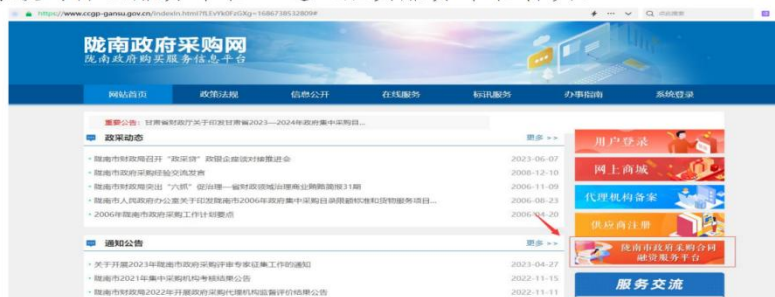 https://www.ccgp-gansu.gov.cn
陇南政府采购网
陇南政府购买服务信息平台
网站首页 政策法规 信息公开 在线服务 标讯服务 办事指南 系统登录
重要公告：甘肃省财政厅关于印发甘肃省2023—2024年政府集中采购目...
政采动态 更多 >>
陇南市财政局召开“政采贷”政银企座谈对接推进会 2023-06-07
陇南市政府采购经验交流发言 2008-12-10
陇南市财政局突出“六抓”促治理—省财政领域治理商业贿赂简报31期 2006-11-09
陇南市人民政府办公室关于印发陇南市2006年政府集中采购目录限额标准和货物服务项目... 2006-08-23
2006年陇南市政府采购工作计划要点 2006-04-20
通知公告 更多 >>
关于开展2023年陇南市政府采购评审专家征集工作的通知 2023-04-27
陇南市2021年集中采购机构考核结果公告 2022-11-15
陇南市财政局2022年开展政府采购代理机构监督评价结果公告 2022-11-11
用户登录
网上商城
代理机构备案
供应商注册
陇南市政府采购合同
融资服务平台
服务交流